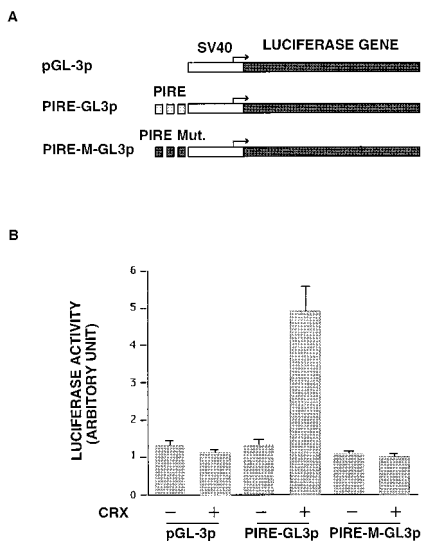 A
SV40 LUCIFERASE GENE
pGL-3p
PIRE
PIRE-GL3p
PIRE Mut.
PIRE-M-GL3p
B
LUCIFERASE ACTIVITY
(ARBITORY UNIT)
6
5
4
3
2
1
0
CRX − + − + − +
pGL-3p PIRE-GL3p PIRE-M-GL3p